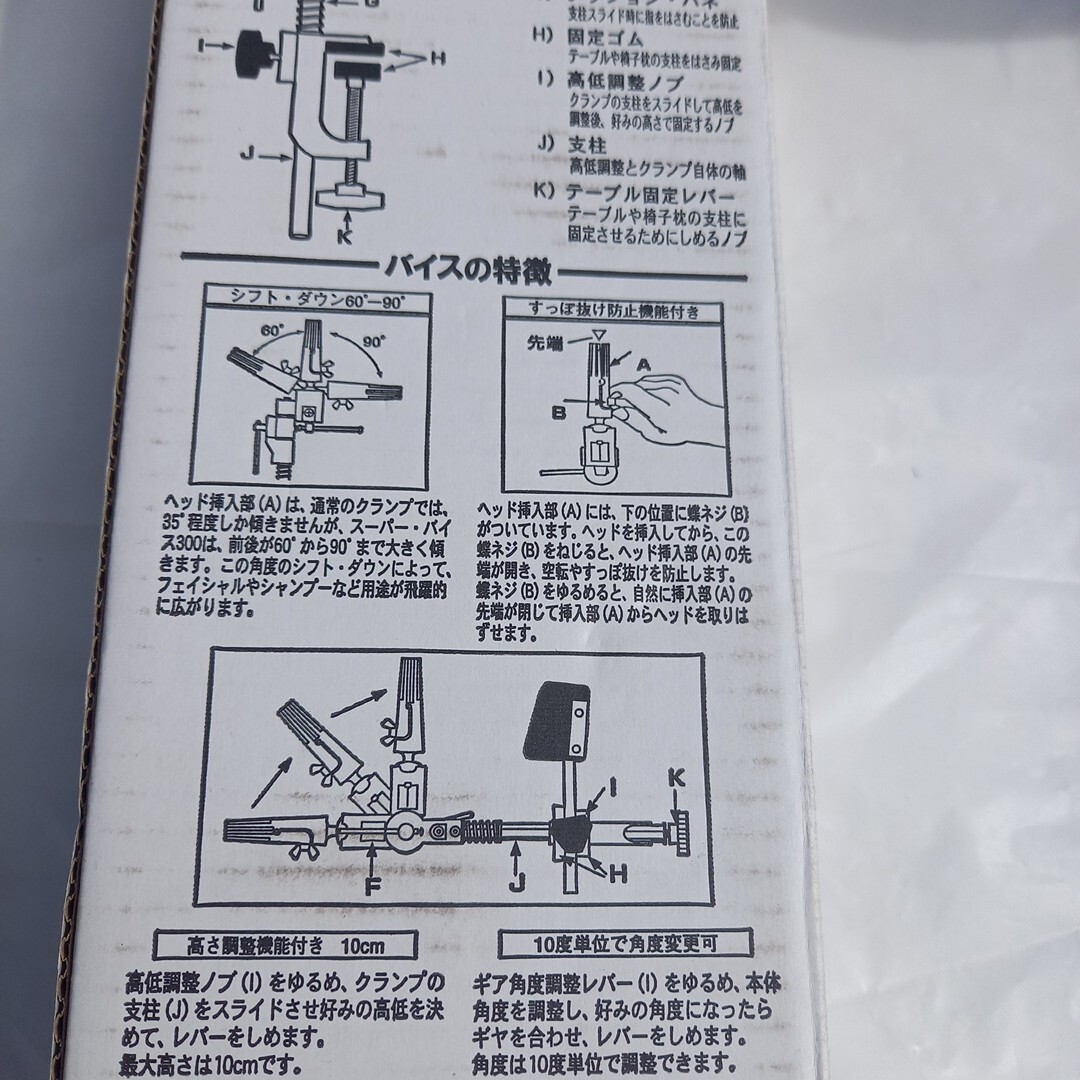 G
支柱スライド時に指をはさむことを防止
H) 固定ゴム
テーブルや椅子枕の支柱をはさみ固定
I) 高低調整ノブ
クランプの支柱をスライドして高低を
調整後、好みの高さで固定するノブ
J) 支柱
高低調整とクランプ自体の軸
K) テーブル固定レバー
テーブルや椅子枕の支柱に
固定させるためにしめるノブ
I
H
J
K
バイスの特徴
シフト・ダウン60°ー90°
60°
90°
ヘッド挿入部(A)は、通常のクランプでは、
35°程度しか傾きませんが、スーパー・バイ
ス300は、前後が60°から90°まで大きく傾
きます。この角度のシフト・ダウンによって、
フェイシャルやシャンプーなど用途が飛躍的
に広がります。
すっぽ抜け防止機能付き
先端
A
B
ヘッド挿入部(A)には、下の位置に蝶ネジ(B)
がついています。ヘッドを挿入してから、この
蝶ネジ(B)をねじると、ヘッド挿入部(A)の先
端が開き、空転やすっぽ抜けを防止します。
蝶ネジ(B)をゆるめると、自然に挿入部(A)の
先端が閉じて挿入部(A)からヘッドを取りは
ずせます。
F
J
I
H
K
高さ調整機能付き 10cm
高低調整ノブ(I)をゆるめ、クランプの
支柱(J)をスライドさせ好みの高低を決
めて、レバーをしめます。
最大高さは10cmです。
10度単位で角度変更可
ギア角度調整レバー(I)をゆるめ、本体
角度を調整し、好みの角度になったら
ギヤを合わせ、レバーをしめます。
角度は10度単位で調整できます。